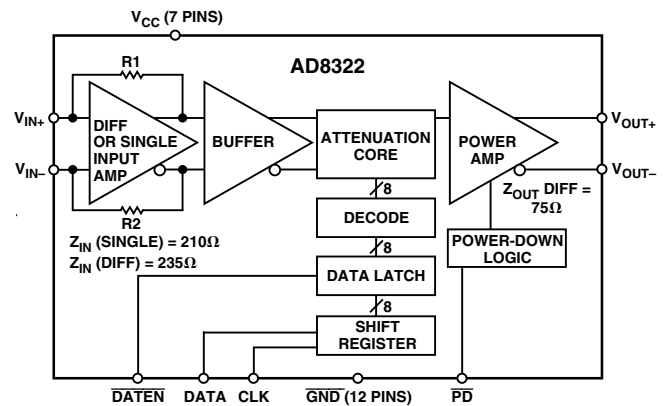 V_CC (7 PINS)
R1
AD8322
V_IN+
DIFF
OR SINGLE
INPUT
AMP
BUFFER
ATTENUATION
CORE
POWER
AMP
V_OUT+
V_IN–
V_OUT–
R2
8
Z_OUT DIFF =
75Ω
DECODE
Z_IN (SINGLE) = 210Ω
Z_IN (DIFF) = 235Ω
8
POWER-DOWN
LOGIC
DATA LATCH
8
SHIFT
REGISTER
DATEN
DATA
CLK
GND (12 PINS)
PD